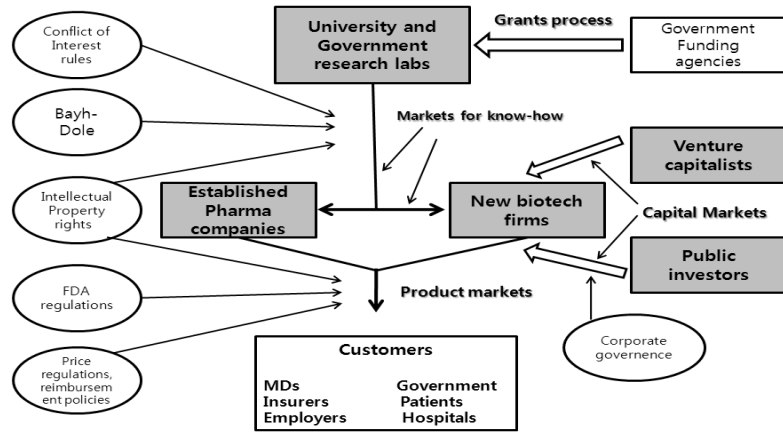 Conflict of
Interest
rules
University and
Government
research labs
Grants process
Government
Funding
agencies
Bayh-
Dole
Markets for know-how
Venture
capitalists
Intellectual
Property
rights
Established
Pharma
companies
New biotech
firms
Capital Markets
Public
investors
FDA
regulations
Product markets
Price
regulations,
reimbursem
ent policies
Customers
MDs Government
Insurers Patients
Employers Hospitals
Corporate
governence